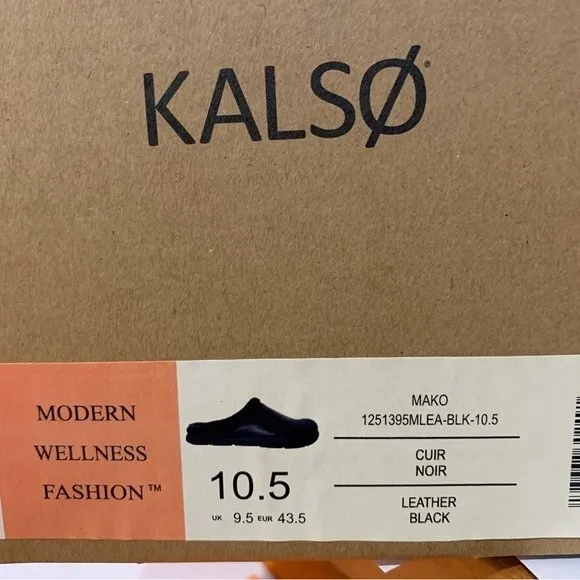 KALSØ
MODERN
WELLNESS
FASHION™
10.5
UK 9.5 EUR 43.5
MAKO
1251395MLEA-BLK-10.5
CUIR
NOIR
LEATHER
BLACK